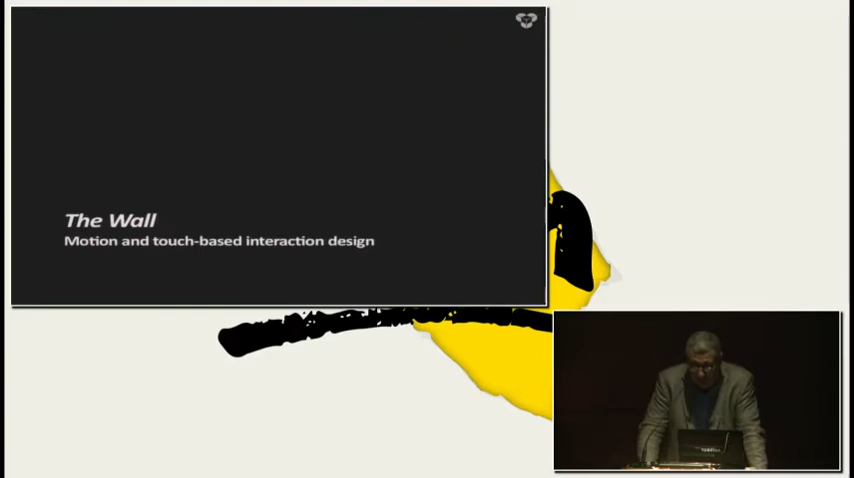 The Wall
Motion and touch-based interaction design